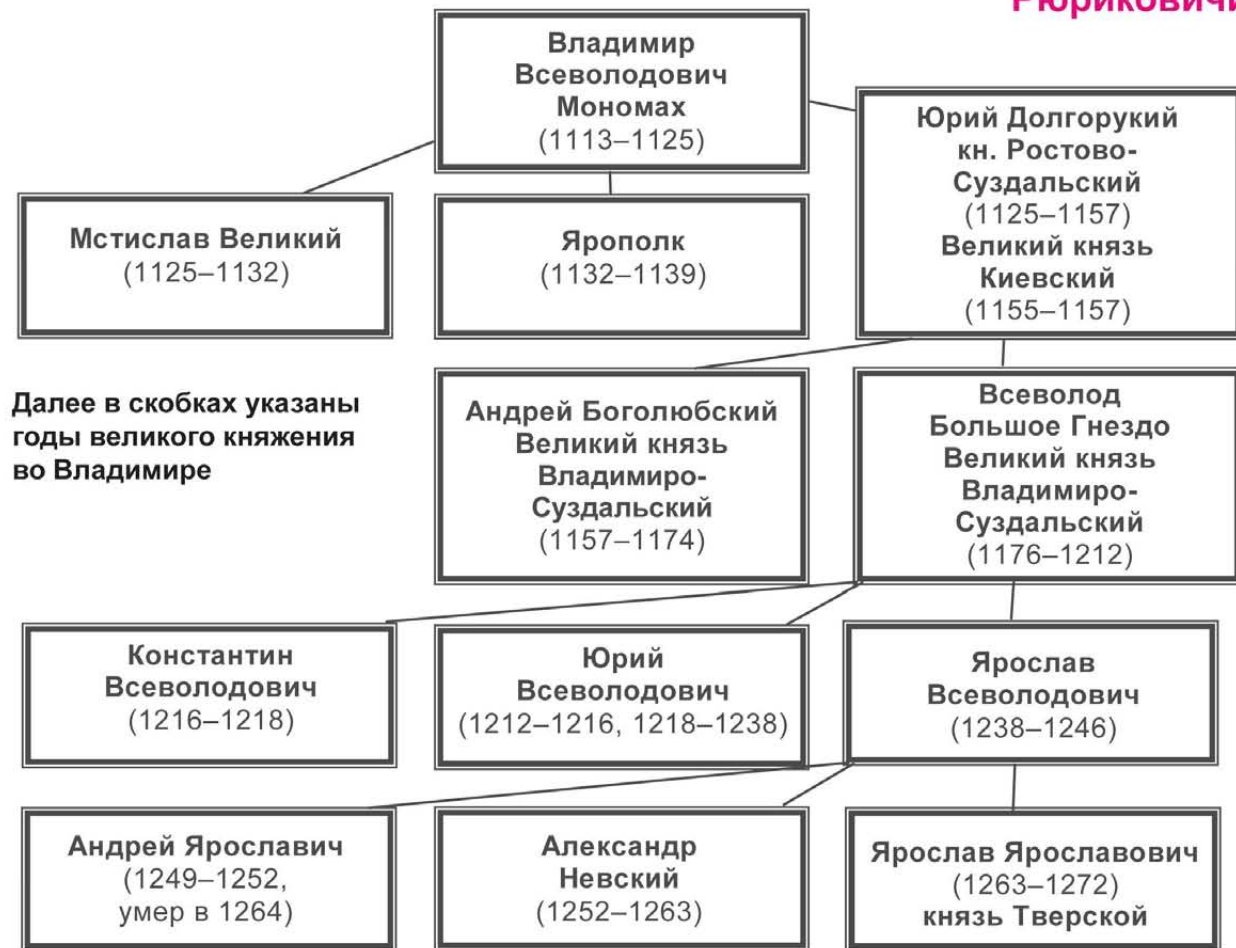 Рюриковичи
Владимир
Всеволодович
Мономах
(1113–1125)
Юрий Долгорукий
кн. Ростово-
Суздальский
(1125–1157)
Великий князь
Киевский
(1155–1157)
Мстислав Великий
(1125–1132)
Ярополк
(1132–1139)
Далее в скобках указаны
годы великого княжения
во Владимире
Андрей Боголюбский
Великий князь
Владимиро-
Суздальский
(1157–1174)
Всеволод
Большое Гнездо
Великий князь
Владимиро-
Суздальский
(1176–1212)
Константин
Всеволодович
(1216–1218)
Юрий
Всеволодович
(1212–1216, 1218–1238)
Ярослав
Всеволодович
(1238–1246)
Андрей Ярославич
(1249–1252,
умер в 1264)
Александр
Невский
(1252–1263)
Ярослав Ярославович
(1263–1272)
князь Тверской